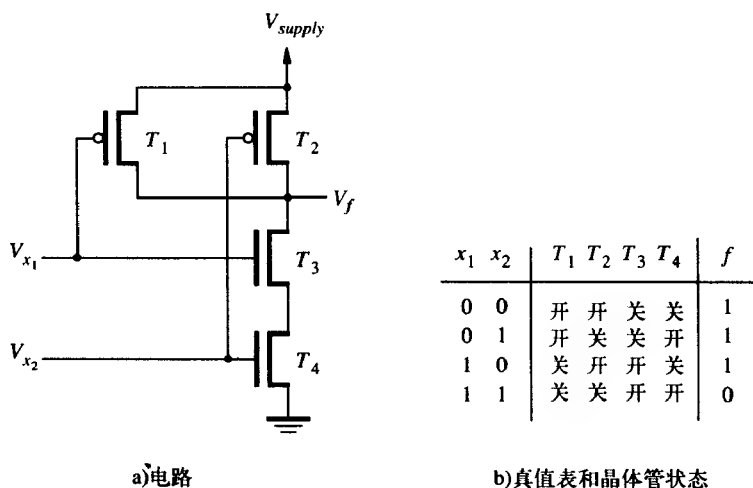 V_supply
T_1
T_2
V_f
V_x_1
T_3
V_x_2
T_4
x_1 x_2 T_1 T_2 T_3 T_4 f
0 0 开 开 关 关 1
0 1 开 关 关 开 1
1 0 关 开 开 关 1
1 1 关 关 开 开 0
a)电路
b)真值表和晶体管状态